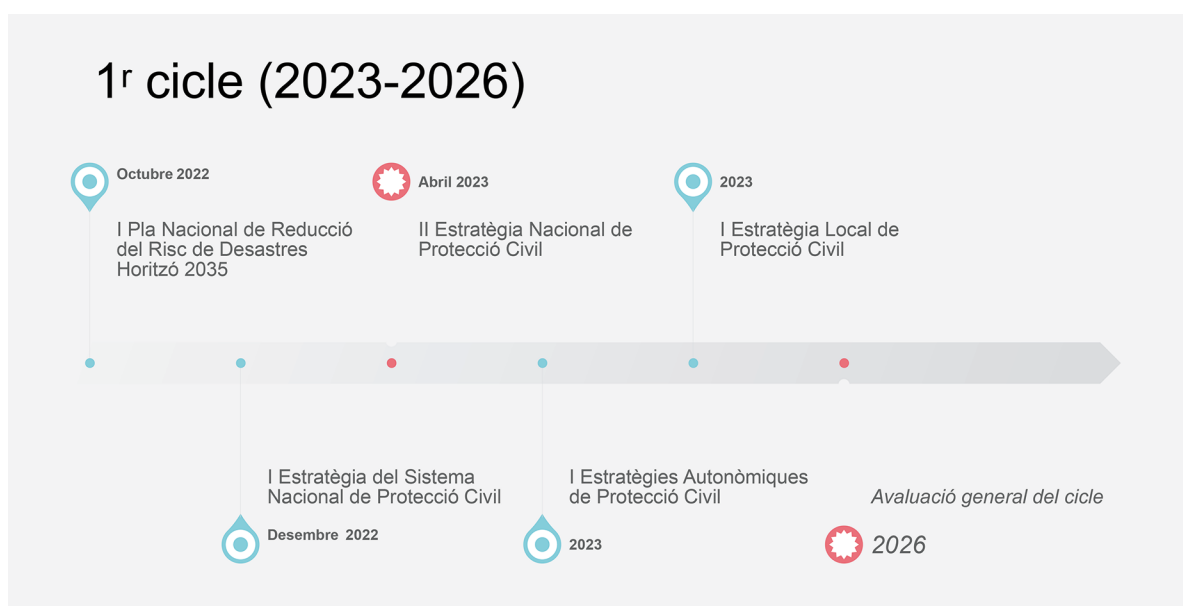 1r cicle (2023-2026)
Octubre 2022
I Pla Nacional de Reducció
del Risc de Desastres
Horitzó 2035
Abril 2023
II Estratègia Nacional de
Protecció Civil
2023
I Estratègia Local de
Protecció Civil
I Estratègia del Sistema
Nacional de Protecció Civil
Desembre 2022
I Estratègies Autonòmiques
de Protecció Civil
2023
Avaluació general del cicle
2026